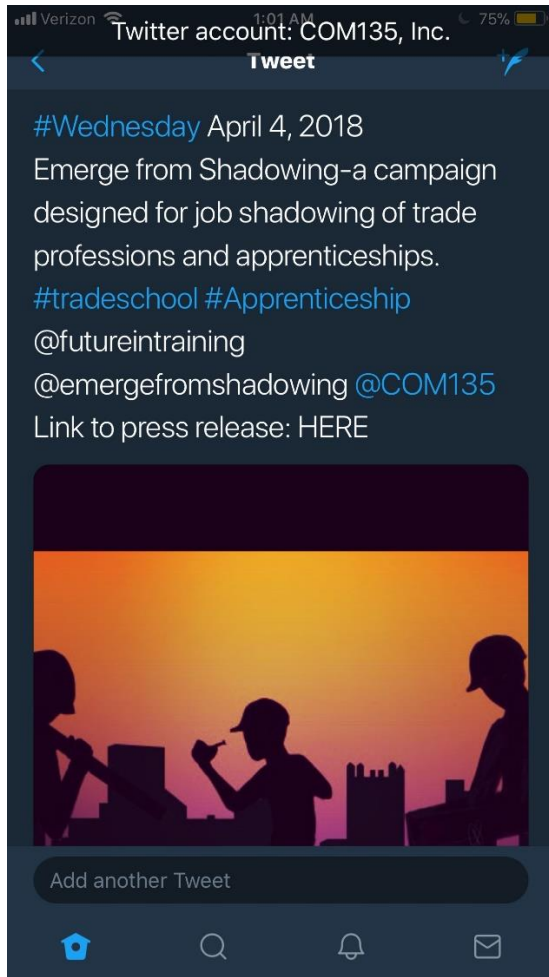 Verizon 1:01 AM 75%
Twitter account: COM135, Inc.
Tweet
#Wednesday April 4, 2018
Emerge from Shadowing-a campaign
designed for job shadowing of trade
professions and apprenticeships.
#tradeschool #Apprenticeship
@futureintraining
@emergefromshadowing @COM135
Link to press release: HERE
Add another Tweet